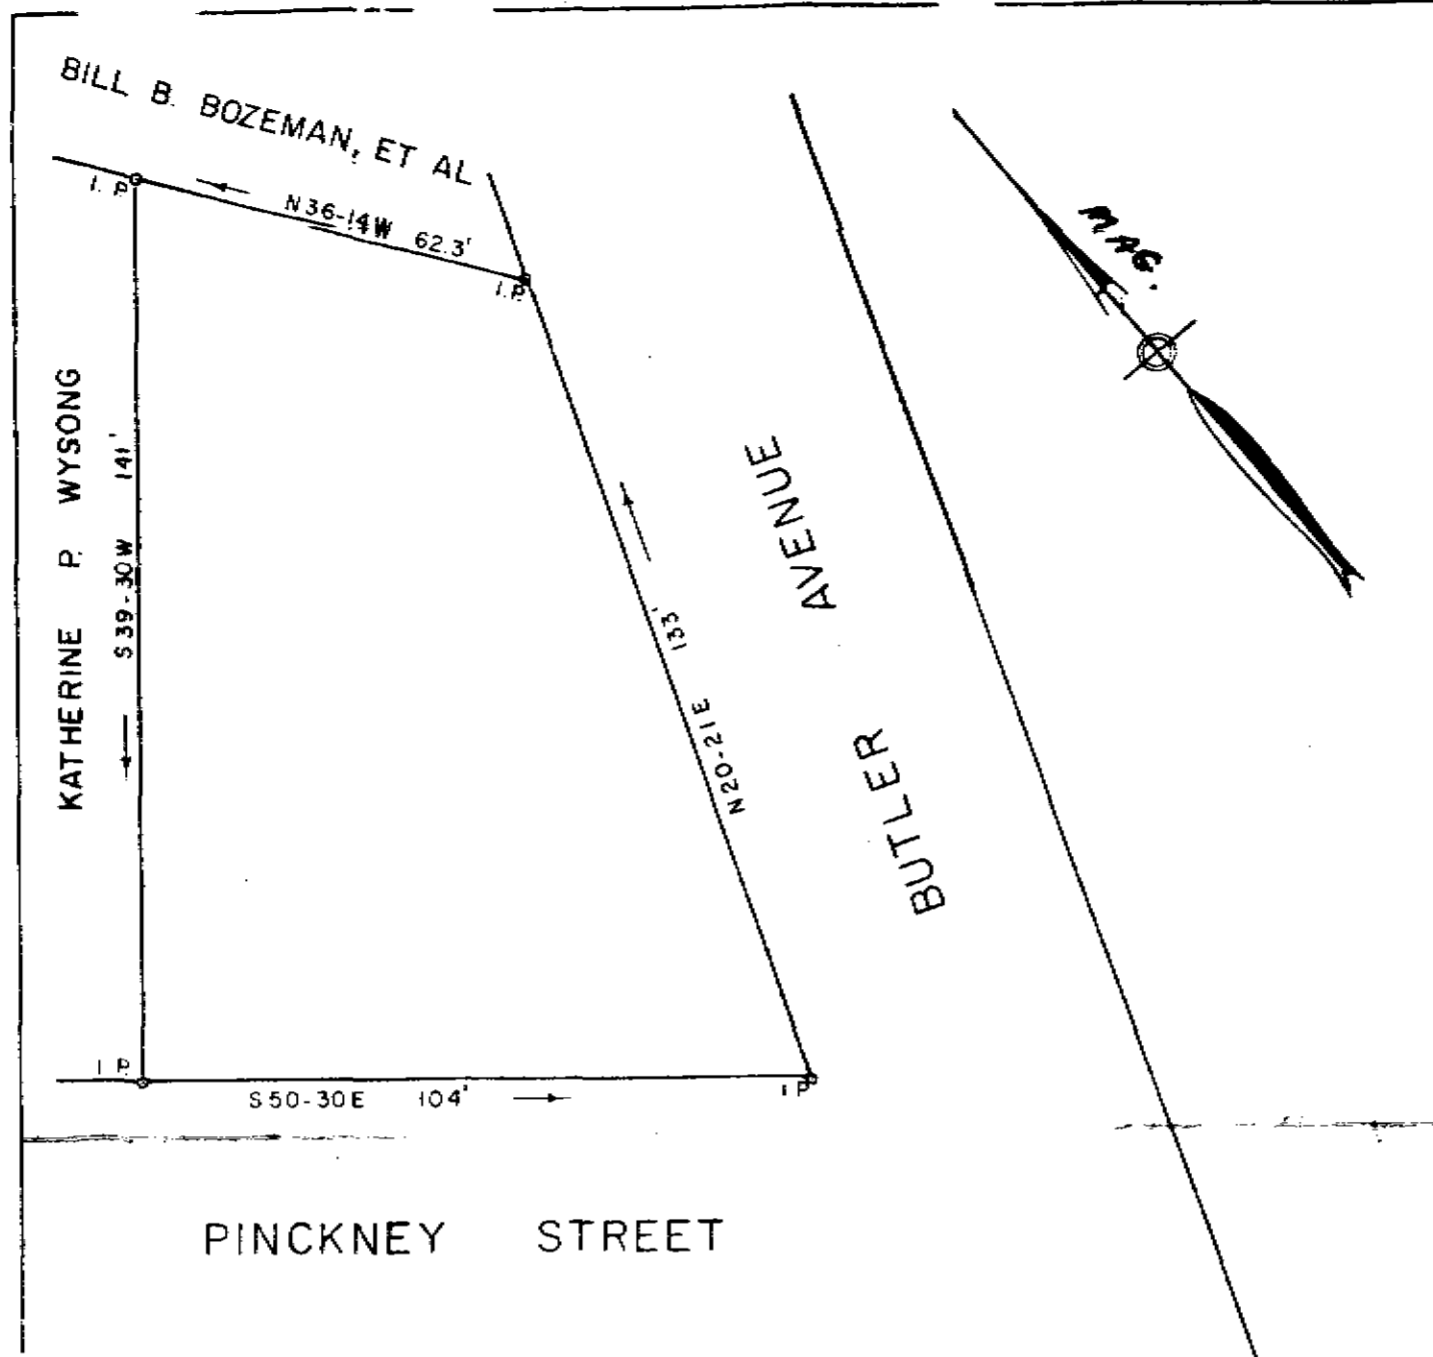 BILL B. BOZEMAN, ET AL
I. P.
N36-14W 62.3'
I.P.
MAG.
KATHERINE P. WYSONG
S39-30W 141'
N20-21E 133'
BUTLER AVENUE
I P.
S50-30E 104'
I P
PINCKNEY STREET